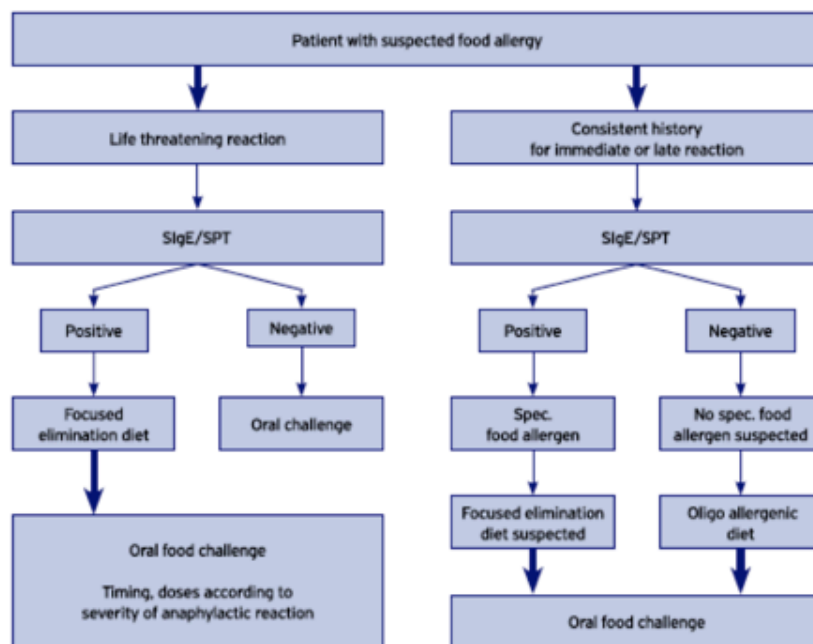 Patient with suspected food allergy
Life threatening reaction
Consistent history
for immediate or late reaction
SIgE/SPT
SIgE/SPT
Positive
Negative
Positive
Negative
Focused
elimination diet
Oral challenge
Spec.
food allergen
No spec. food
allergen suspected
Focused elimination
diet suspected
Oligo allergenic
diet
Oral food challenge
Timing, doses according to
severity of anaphylactic reaction
Oral food challenge